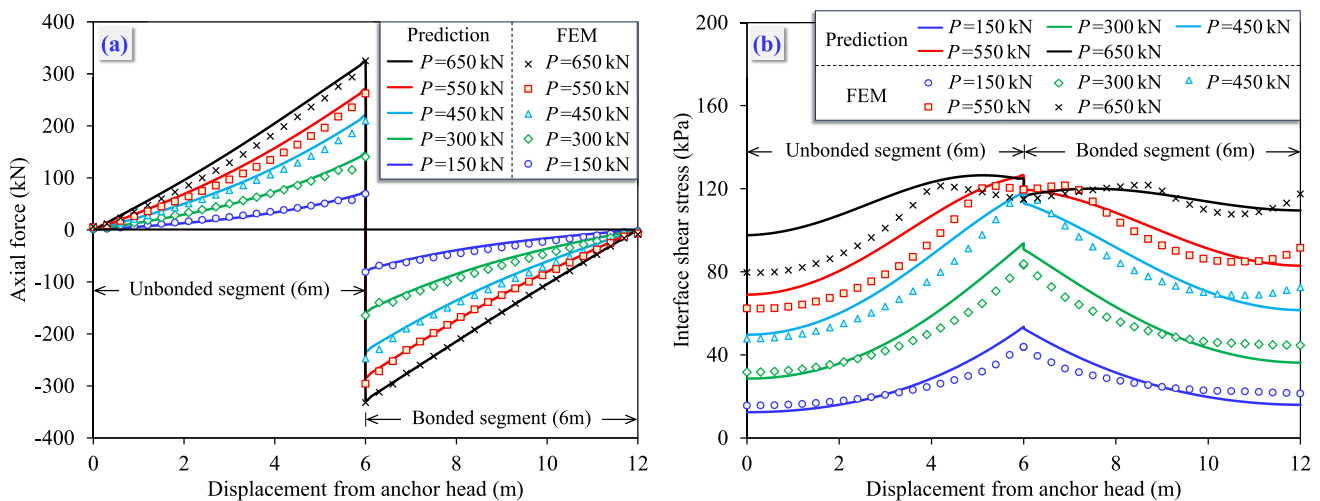 (a)
Prediction FEM
P=650 kN P=650 kN
P=550 kN P=550 kN
P=450 kN P=450 kN
P=300 kN P=300 kN
P=150 kN P=150 kN
400
300
200
100
0
-100
-200
-300
-400
Axial force (kN)
Unbonded segment (6m)
Bonded segment (6m)
0 2 4 6 8 10 12
Displacement from anchor head (m)
(b)
Prediction
P=150 kN P=300 kN P=450 kN
P=550 kN P=650 kN
FEM
P=150 kN P=300 kN P=450 kN
P=550 kN P=650 kN
200
160
120
80
40
0
Interface shear stress (kPa)
Unbonded segment (6m) Bonded segment (6m)
0 2 4 6 8 10 12
Displacement from anchor head (m)